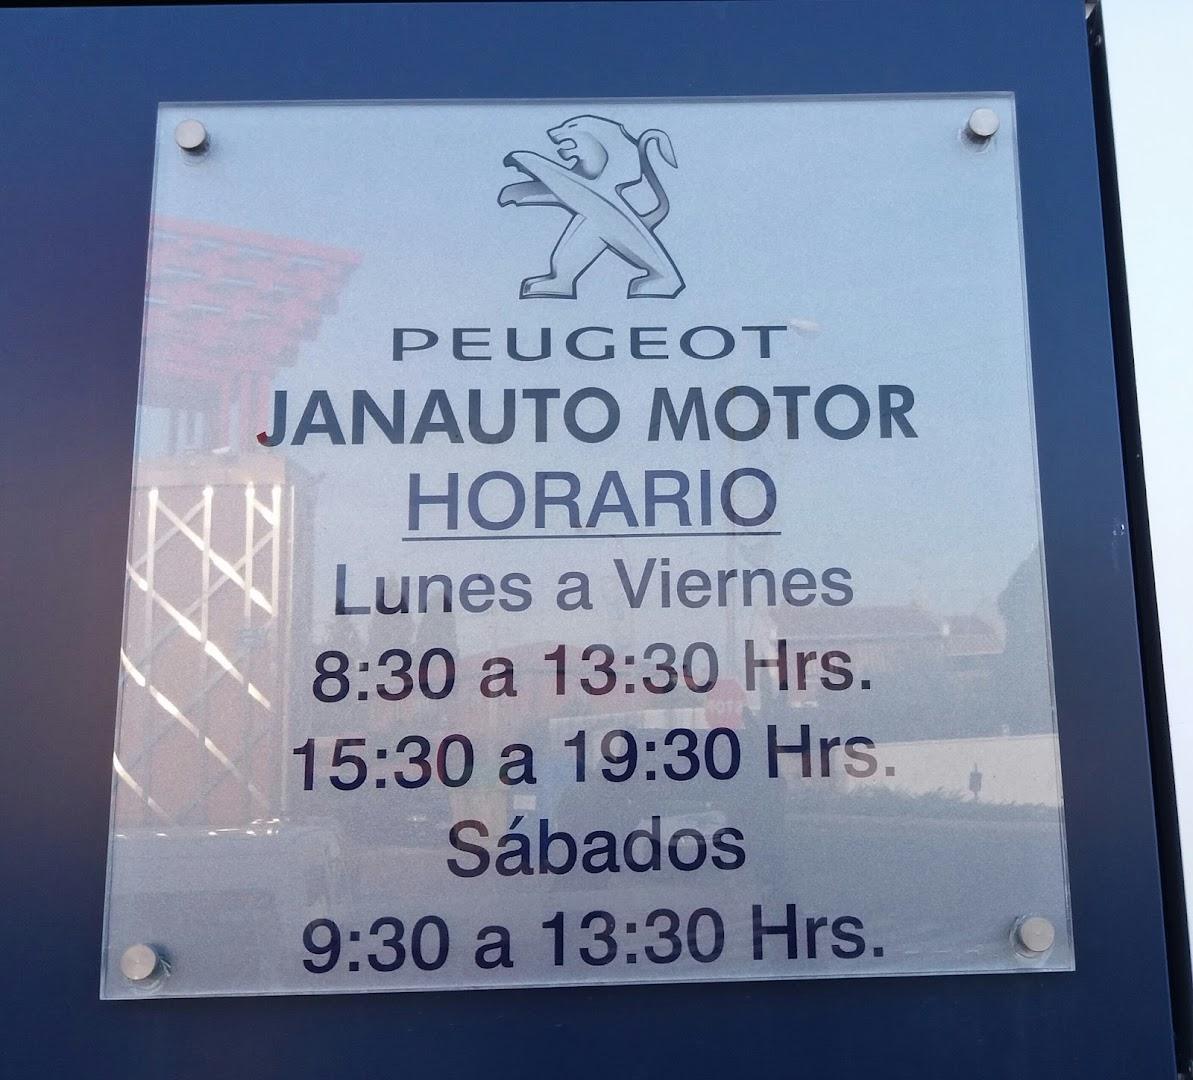 PEUGEOT
JANAUTO MOTOR
HORARIO
Lunes a Viernes
8:30 a 13:30 Hrs.
15:30 a 19:30 Hrs.
Sábados
9:30 a 13:30 Hrs.